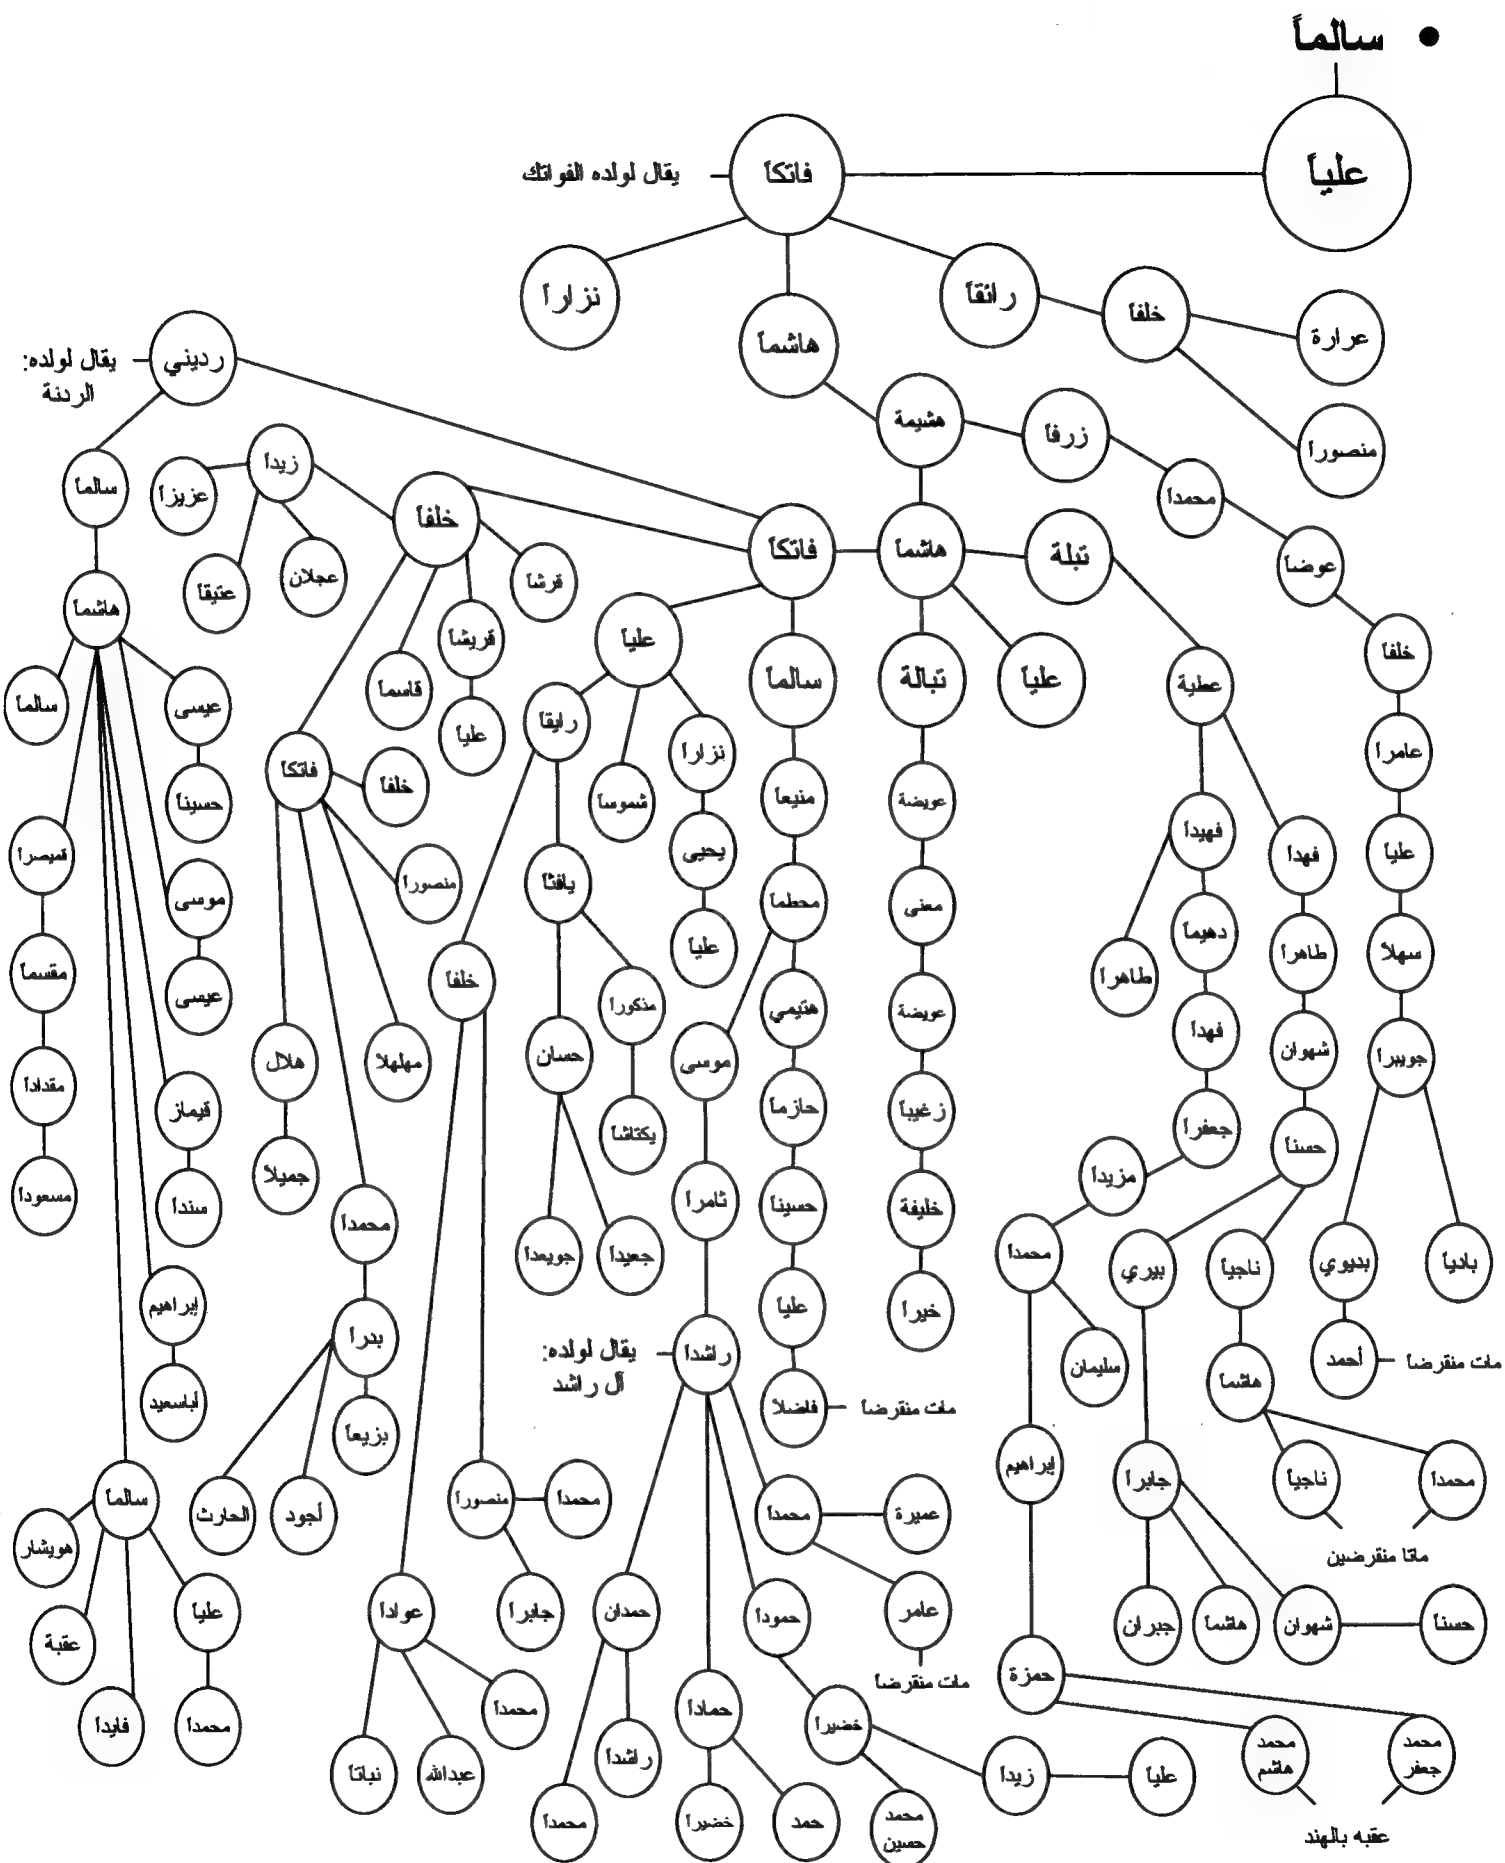 • سالماً
علياً
فاتكاً
يقال لولده الفواتك
نزاراً
هاشماً
رائقاً
خلفاً
عرارة
منصوراً
رديني
يقال لولده:
الردنة
هشيمة
زرفاً
محمداً
عوضاً
خلفاً
عامراً
علياً
سهلاً
جويبراً
بدبوي
بادياً
أحمد
مات منقرضاً
هاشماً
تبلة
علياً
تبالة
عويضة
معنى
عويضة
زغيباً
خليفة
خيراً
عطية
فهيداً
فهداً
طاهراً
دهيماً
فهداً
جعفراً
مزيداً
محمداً
سليمان
إبراهيم
حمزة
محمد
هاشم
محمد
جعفر
عقبه بالهند
طاهراً
شهوان
حسناً
بيري
ناجياً
هاشماً
ناجياً
محمداً
ماتا منقرضين
جابراً
جبران
هاشماً
شهوان
حسناً
فاتكاً
سالماً
منيعاً
محطماً
هتيمي
حازماً
حسيناً
علياً
فاضلاً
مات منقرضاً
موسى
ثامراً
راشداً
يقال لولده:
آل راشد
محمداً
عميرة
عامر
مات منقرضاً
حموداً
خضيراً
زيداً
علياً
محمد
حسين
حماداً
خضيراً
حمد
حمدان
راشداً
محمداً
علياً
رايقاً
شموساً
نزاراً
يحيى
علياً
يافثاً
حسان
مذكوراً
يكتاشاً
جويعداً
جعيداً
خلفاً
منصوراً
محمداً
جابراً
عواداً
نباتاً
عبدالله
محمداً
خلفاً
زيداً
عزيزاً
عتيقاً
عجلان
قرشاً
قريشاً
علياً
قاسماً
فاتكاً
خلفاً
منصوراً
مهلهلا
هلال
جميلاً
محمداً
بدراً
بزيعاً
أجود
الحارث
سالماً
هاشماً
سالماً
عيسى
حسيناً
موسى
عيسى
قميصراً
مقسماً
مقداداً
مسعوداً
قيماز
سنداً
إبراهيم
أباسعيد
سالماً
هويشار
عقبة
فايداً
علياً
محمداً